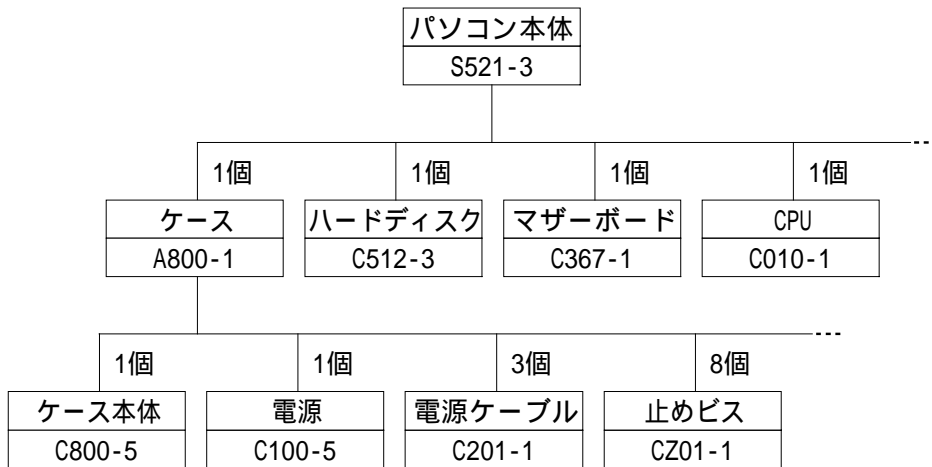 パソコン本体
S521-3
1個 1個 1個 1個
ケース ハードディスク マザーボード CPU
A800-1 C512-3 C367-1 C010-1
1個 1個 3個 8個
ケース本体 電源 電源ケーブル 止めビス
C800-5 C100-5 C201-1 CZ01-1